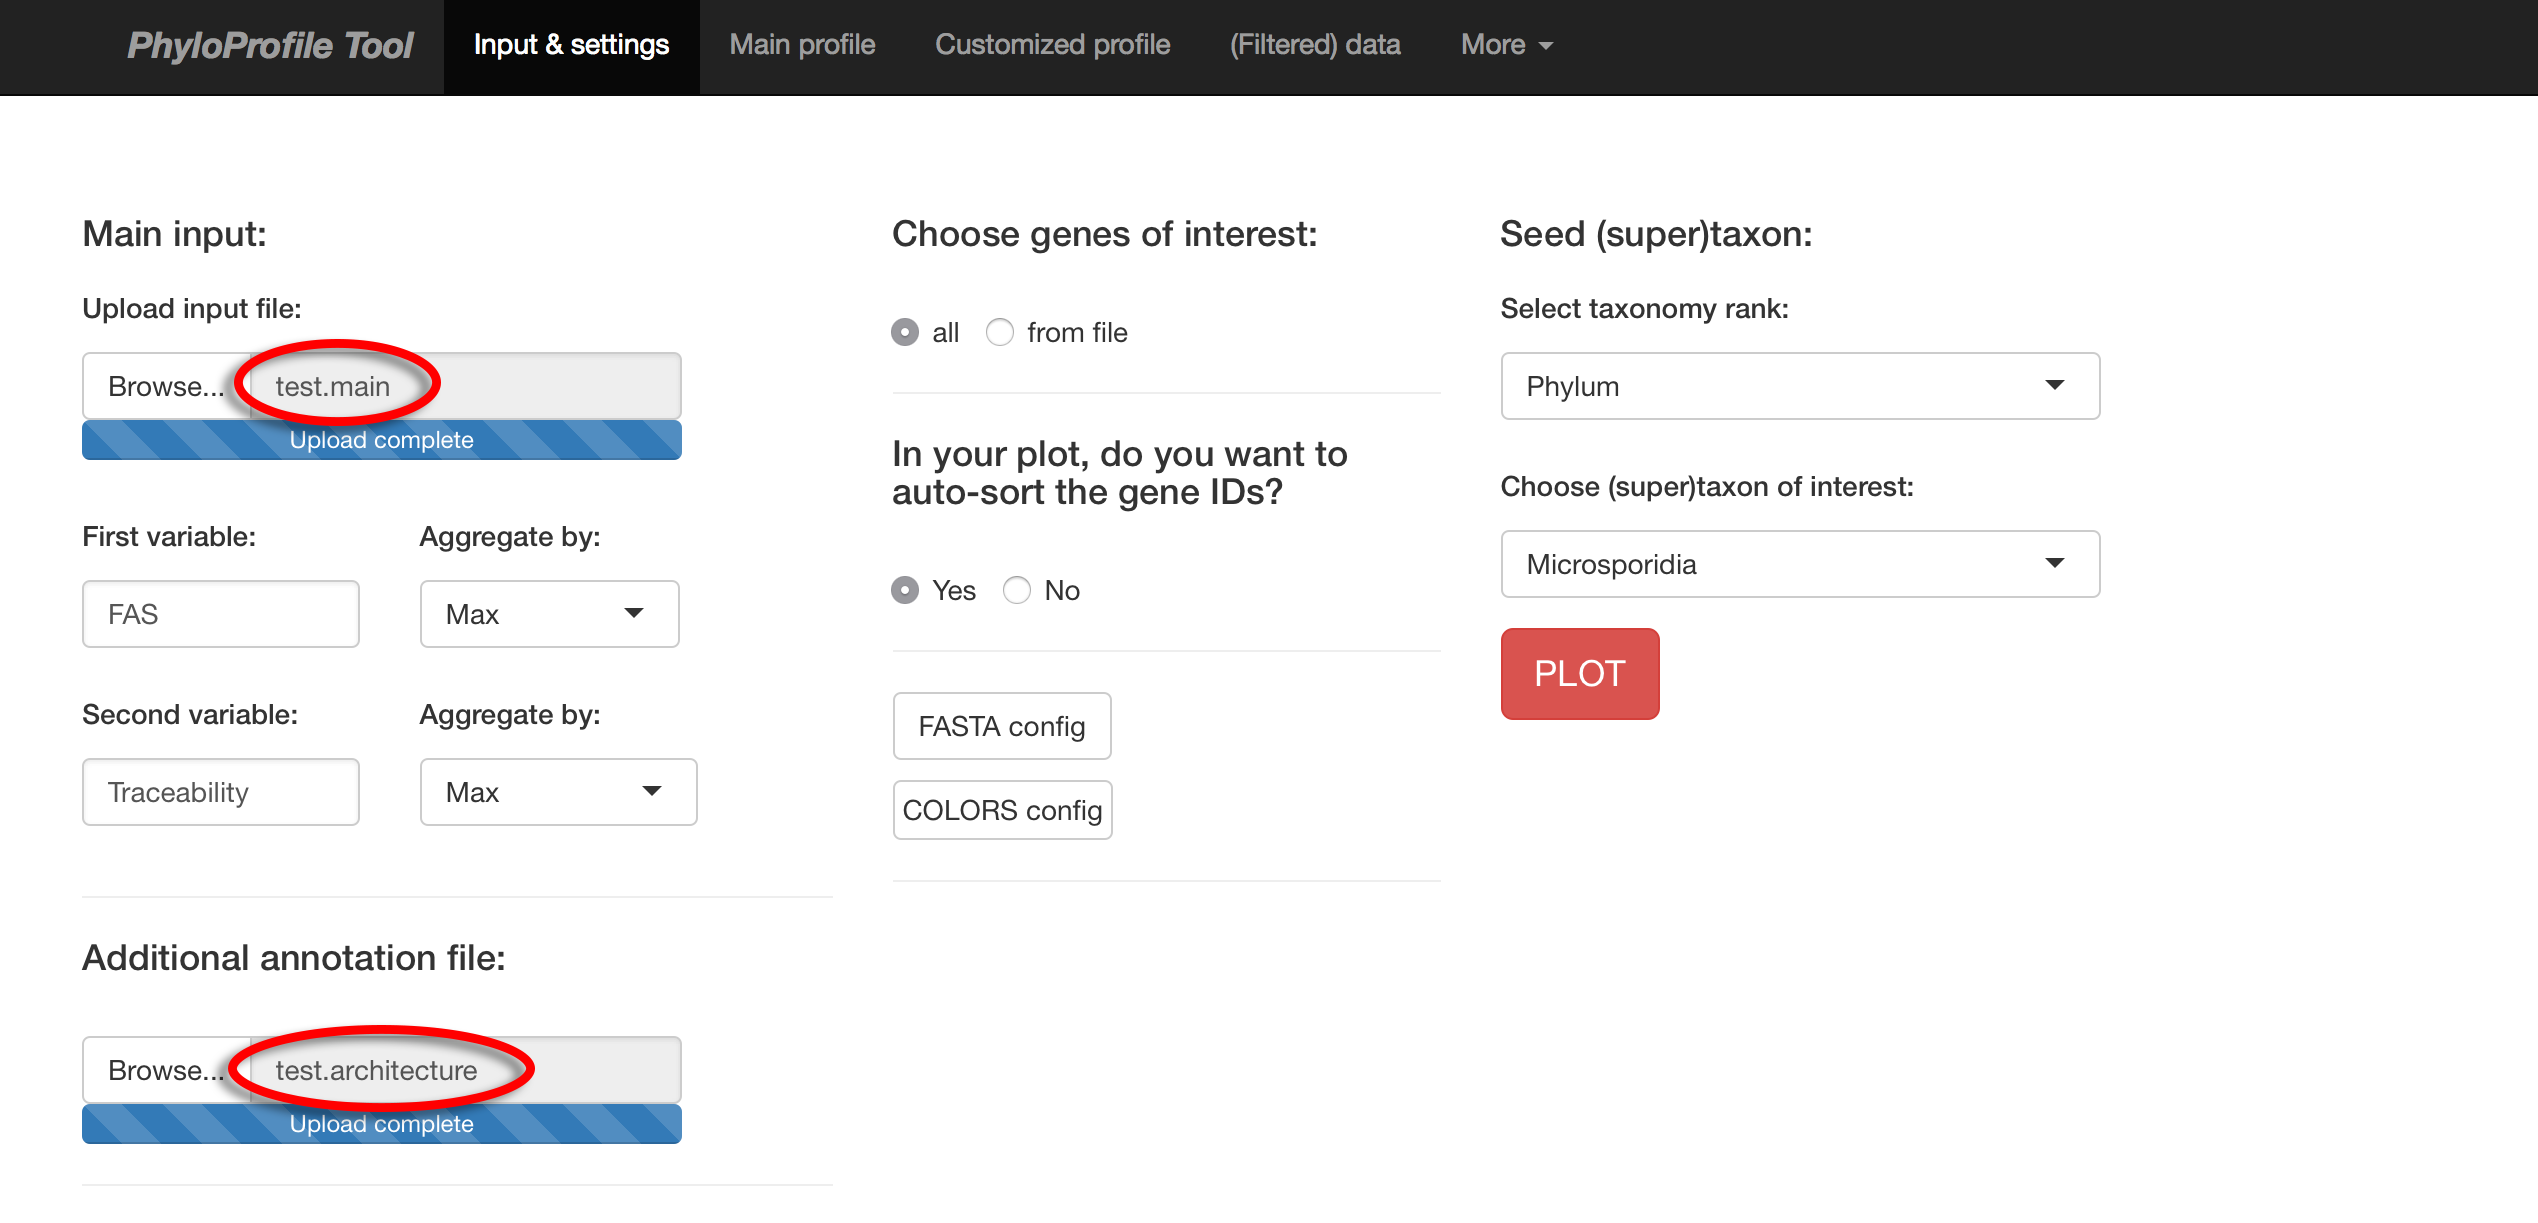 PhyloProfile Tool Input & settings Main profile Customized profile (Filtered) data More
Main input:
Upload input file:
Browse... test.main
Upload complete
First variable: Aggregate by:
FAS Max
Second variable: Aggregate by:
Traceability Max
Additional annotation file:
Browse... test.architecture
Upload complete
Choose genes of interest:
all from file
In your plot, do you want to
auto-sort the gene IDs?
Yes No
FASTA config
COLORS config
Seed (super)taxon:
Select taxonomy rank:
Phylum
Choose (super)taxon of interest:
Microsporidia
PLOT